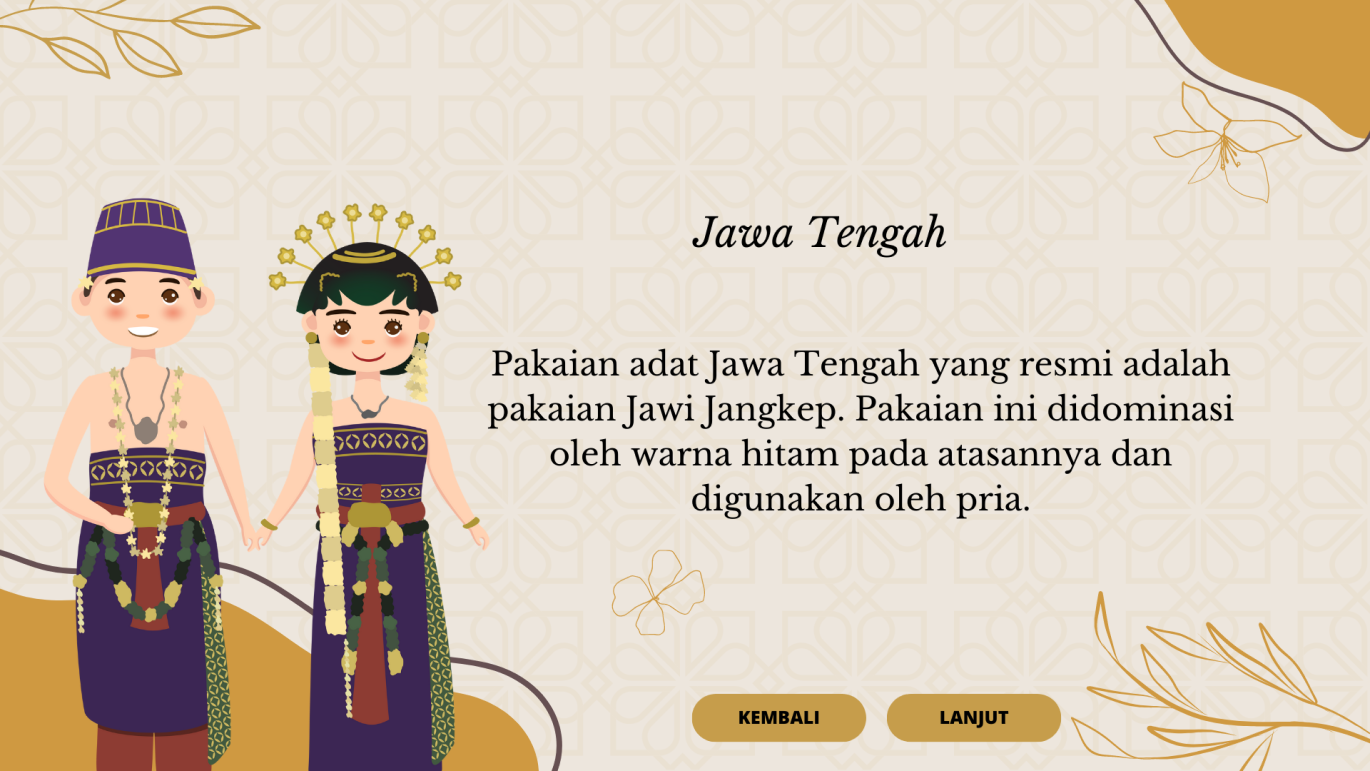 Jawa Tengah
Pakaian adat Jawa Tengah yang resmi adalah
pakaian Jawi Jangkep. Pakaian ini didominasi
oleh warna hitam pada atasannya dan
digunakan oleh pria.
KEMBALI
LANJUT